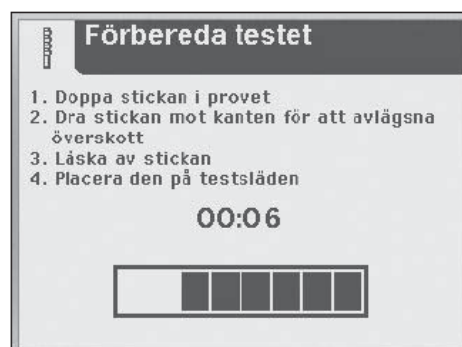 Förbereda testet
1. Doppa stickan i provet
2. Dra stickan mot kanten för att avlägsna
överskott
3. Läska av stickan
4. Placera den på testsläden
00:06